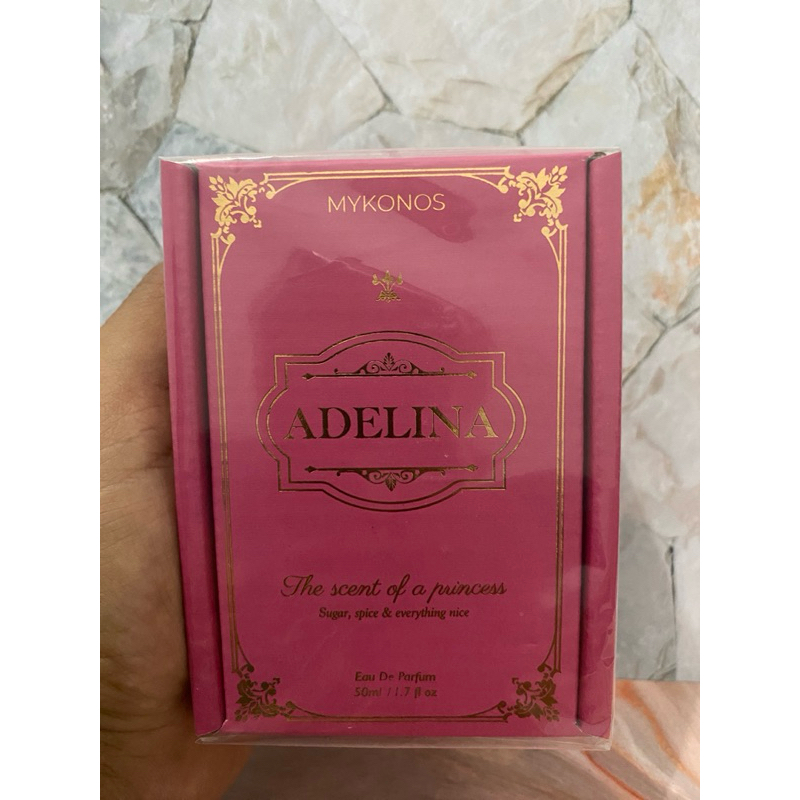 MYKONOS
ADELINA
The scent of a princess
Sugar, spice & everything nice
Eau De Parfum
50ml / 1.7 fl oz